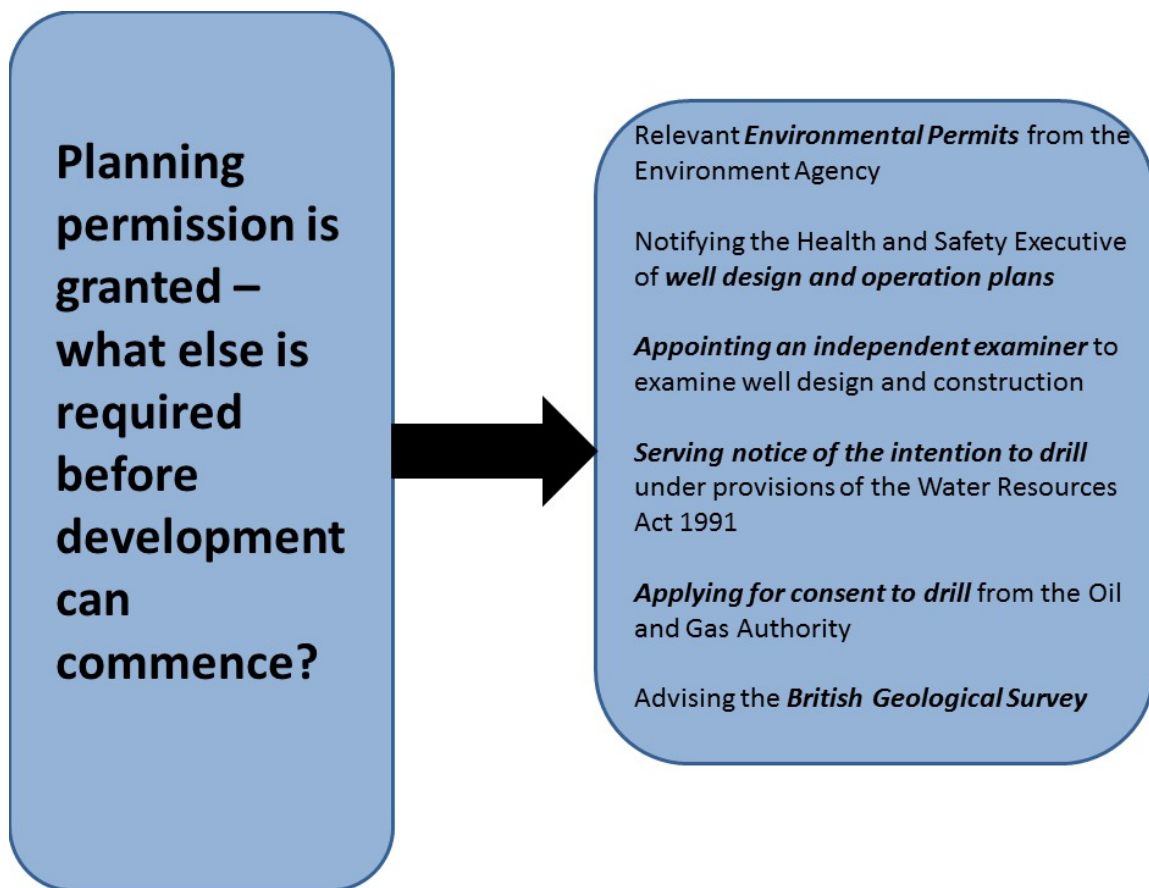 Planning
permission is
granted –
what else is
required
before
development
can
commence?
Relevant Environmental Permits from the
Environment Agency
Notifying the Health and Safety Executive
of well design and operation plans
Appointing an independent examiner to
examine well design and construction
Serving notice of the intention to drill
under provisions of the Water Resources
Act 1991
Applying for consent to drill from the Oil
and Gas Authority
Advising the British Geological Survey